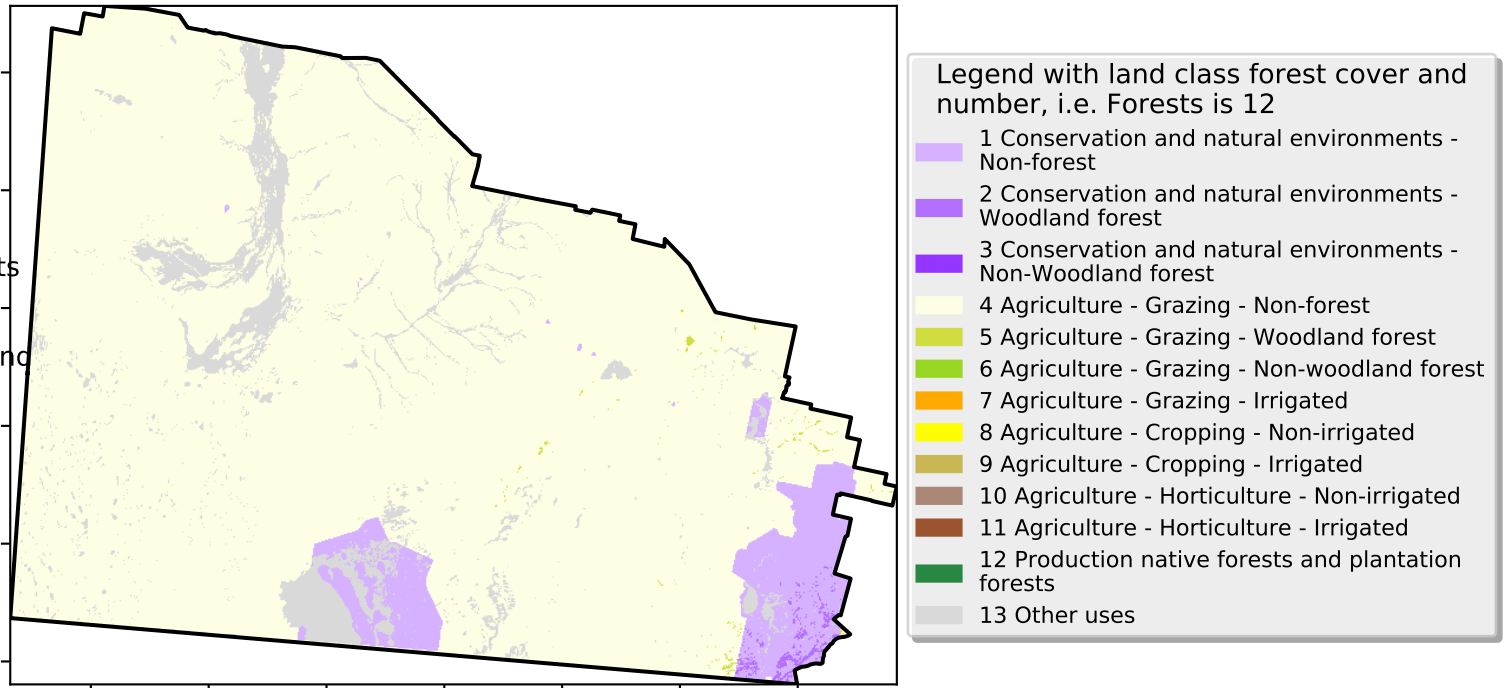 ts
nd
Legend with land class forest cover and
number, i.e. Forests is 12
1 Conservation and natural environments -
Non-forest
2 Conservation and natural environments -
Woodland forest
3 Conservation and natural environments -
Non-Woodland forest
4 Agriculture - Grazing - Non-forest
5 Agriculture - Grazing - Woodland forest
6 Agriculture - Grazing - Non-woodland forest
7 Agriculture - Grazing - Irrigated
8 Agriculture - Cropping - Non-irrigated
9 Agriculture - Cropping - Irrigated
10 Agriculture - Horticulture - Non-irrigated
11 Agriculture - Horticulture - Irrigated
12 Production native forests and plantation
forests
13 Other uses